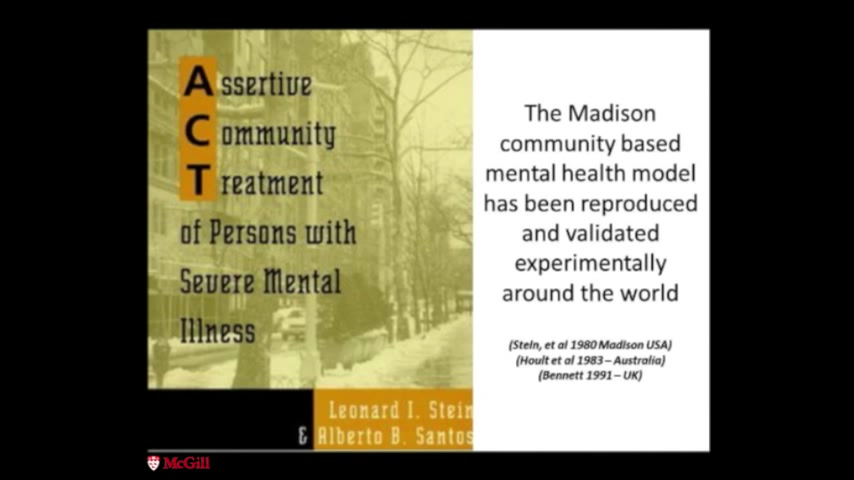 Assertive
Community
Treatment
of Persons with
Severe Mental
Illness
Leonard I. Stein
& Alberto B. Santos
The Madison
community based
mental health model
has been reproduced
and validated
experimentally
around the world
(Stein, et al 1980 Madison USA)
(Hoult et al 1983 – Australia)
(Bennett 1991 – UK)
McGill